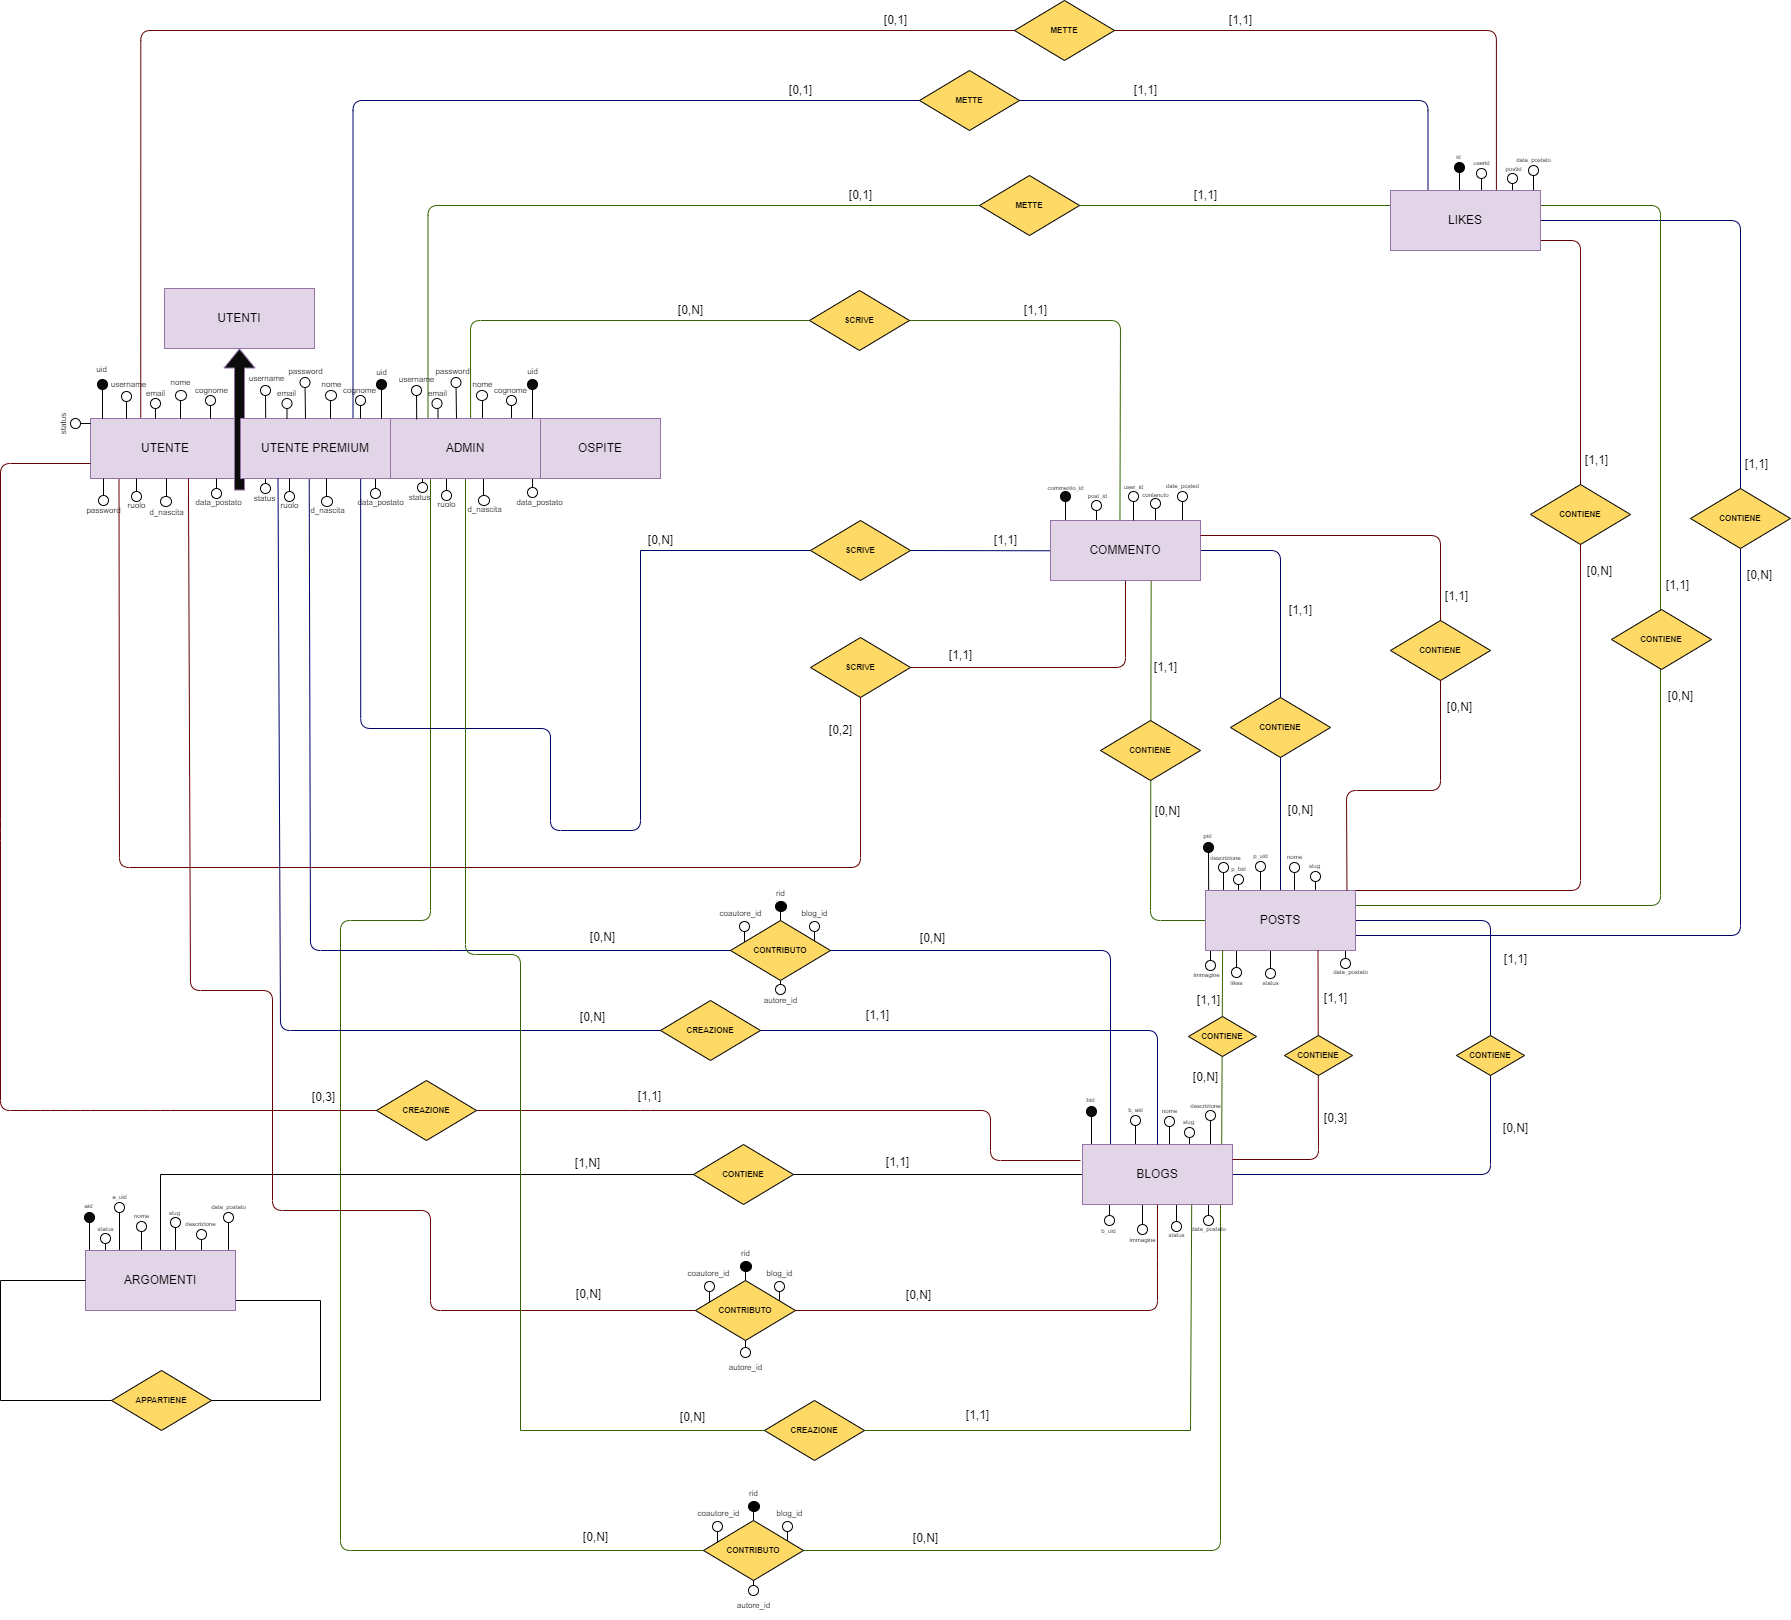 [0,1]
METTE
[1,1]
[0,1]
METTE
[1,1]
id
userid
postid
data_postato
[0,1]
METTE
[1,1]
LIKES
UTENTI
[0,N]
SCRIVE
[1,1]
uid
username
email
nome
cognome
status
username
email
password
nome
cognome
uid
username
email
password
nome
cognome
uid
UTENTE
UTENTE PREMIUM
ADMIN
OSPITE
password
ruolo
d_nascita
data_postato
status
ruolo
d_nascita
data_postato
status
ruolo
d_nascita
data_postato
[1,1]
[1,1]
commento_id
post_id
user_id
contenuto
data_posted
CONTIENE
CONTIENE
[0,N]
SCRIVE
[1,1]
COMMENTO
[0,N]
[0,N]
[1,1]
[1,1]
[1,1]
CONTIENE
CONTIENE
SCRIVE
[1,1]
[1,1]
[0,N]
[0,N]
[0,2]
CONTIENE
CONTIENE
[0,N]
[0,N]
pid
descrizione
p_bid
p_uid
nome
slug
POSTS
immagine
likes
status
data_postato
rid
coautore_id
blog_id
[0,N]
CONTRIBUTO
[0,N]
autore_id
[1,1]
[1,1]
[1,1]
[0,N]
CREAZIONE
[1,1]
CONTIENE
CONTIENE
CONTIENE
[0,N]
[0,3]
[0,N]
[0,3]
CREAZIONE
[1,1]
bid
b_aid
nome
slug
descrizione
[1,N]
CONTIENE
[1,1]
BLOGS
b_uid
immagine
status
data_postato
aid
status
a_uid
nome
slug
descrizione
data_postato
ARGOMENTI
APPARTIENE
rid
coautore_id
blog_id
[0,N]
CONTRIBUTO
[0,N]
autore_id
[0,N]
CREAZIONE
[1,1]
rid
coautore_id
blog_id
[0,N]
CONTRIBUTO
[0,N]
autore_id